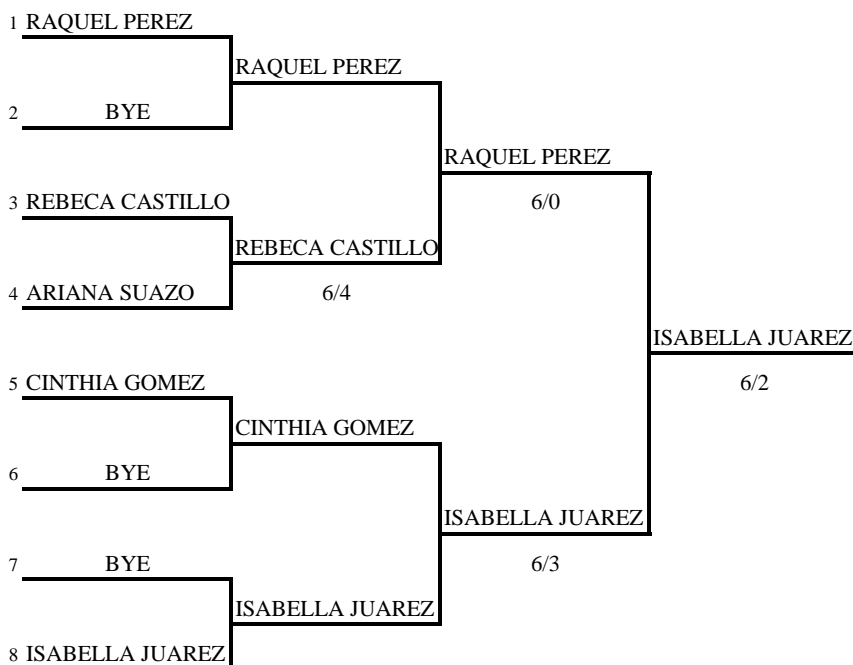 1 RAQUEL PEREZ
RAQUEL PEREZ
2 BYE
RAQUEL PEREZ
3 REBECA CASTILLO
6/0
REBECA CASTILLO
4 ARIANA SUAZO
6/4
ISABELLA JUAREZ
5 CINTHIA GOMEZ
6/2
CINTHIA GOMEZ
6 BYE
ISABELLA JUAREZ
7 BYE
6/3
ISABELLA JUAREZ
8 ISABELLA JUAREZ